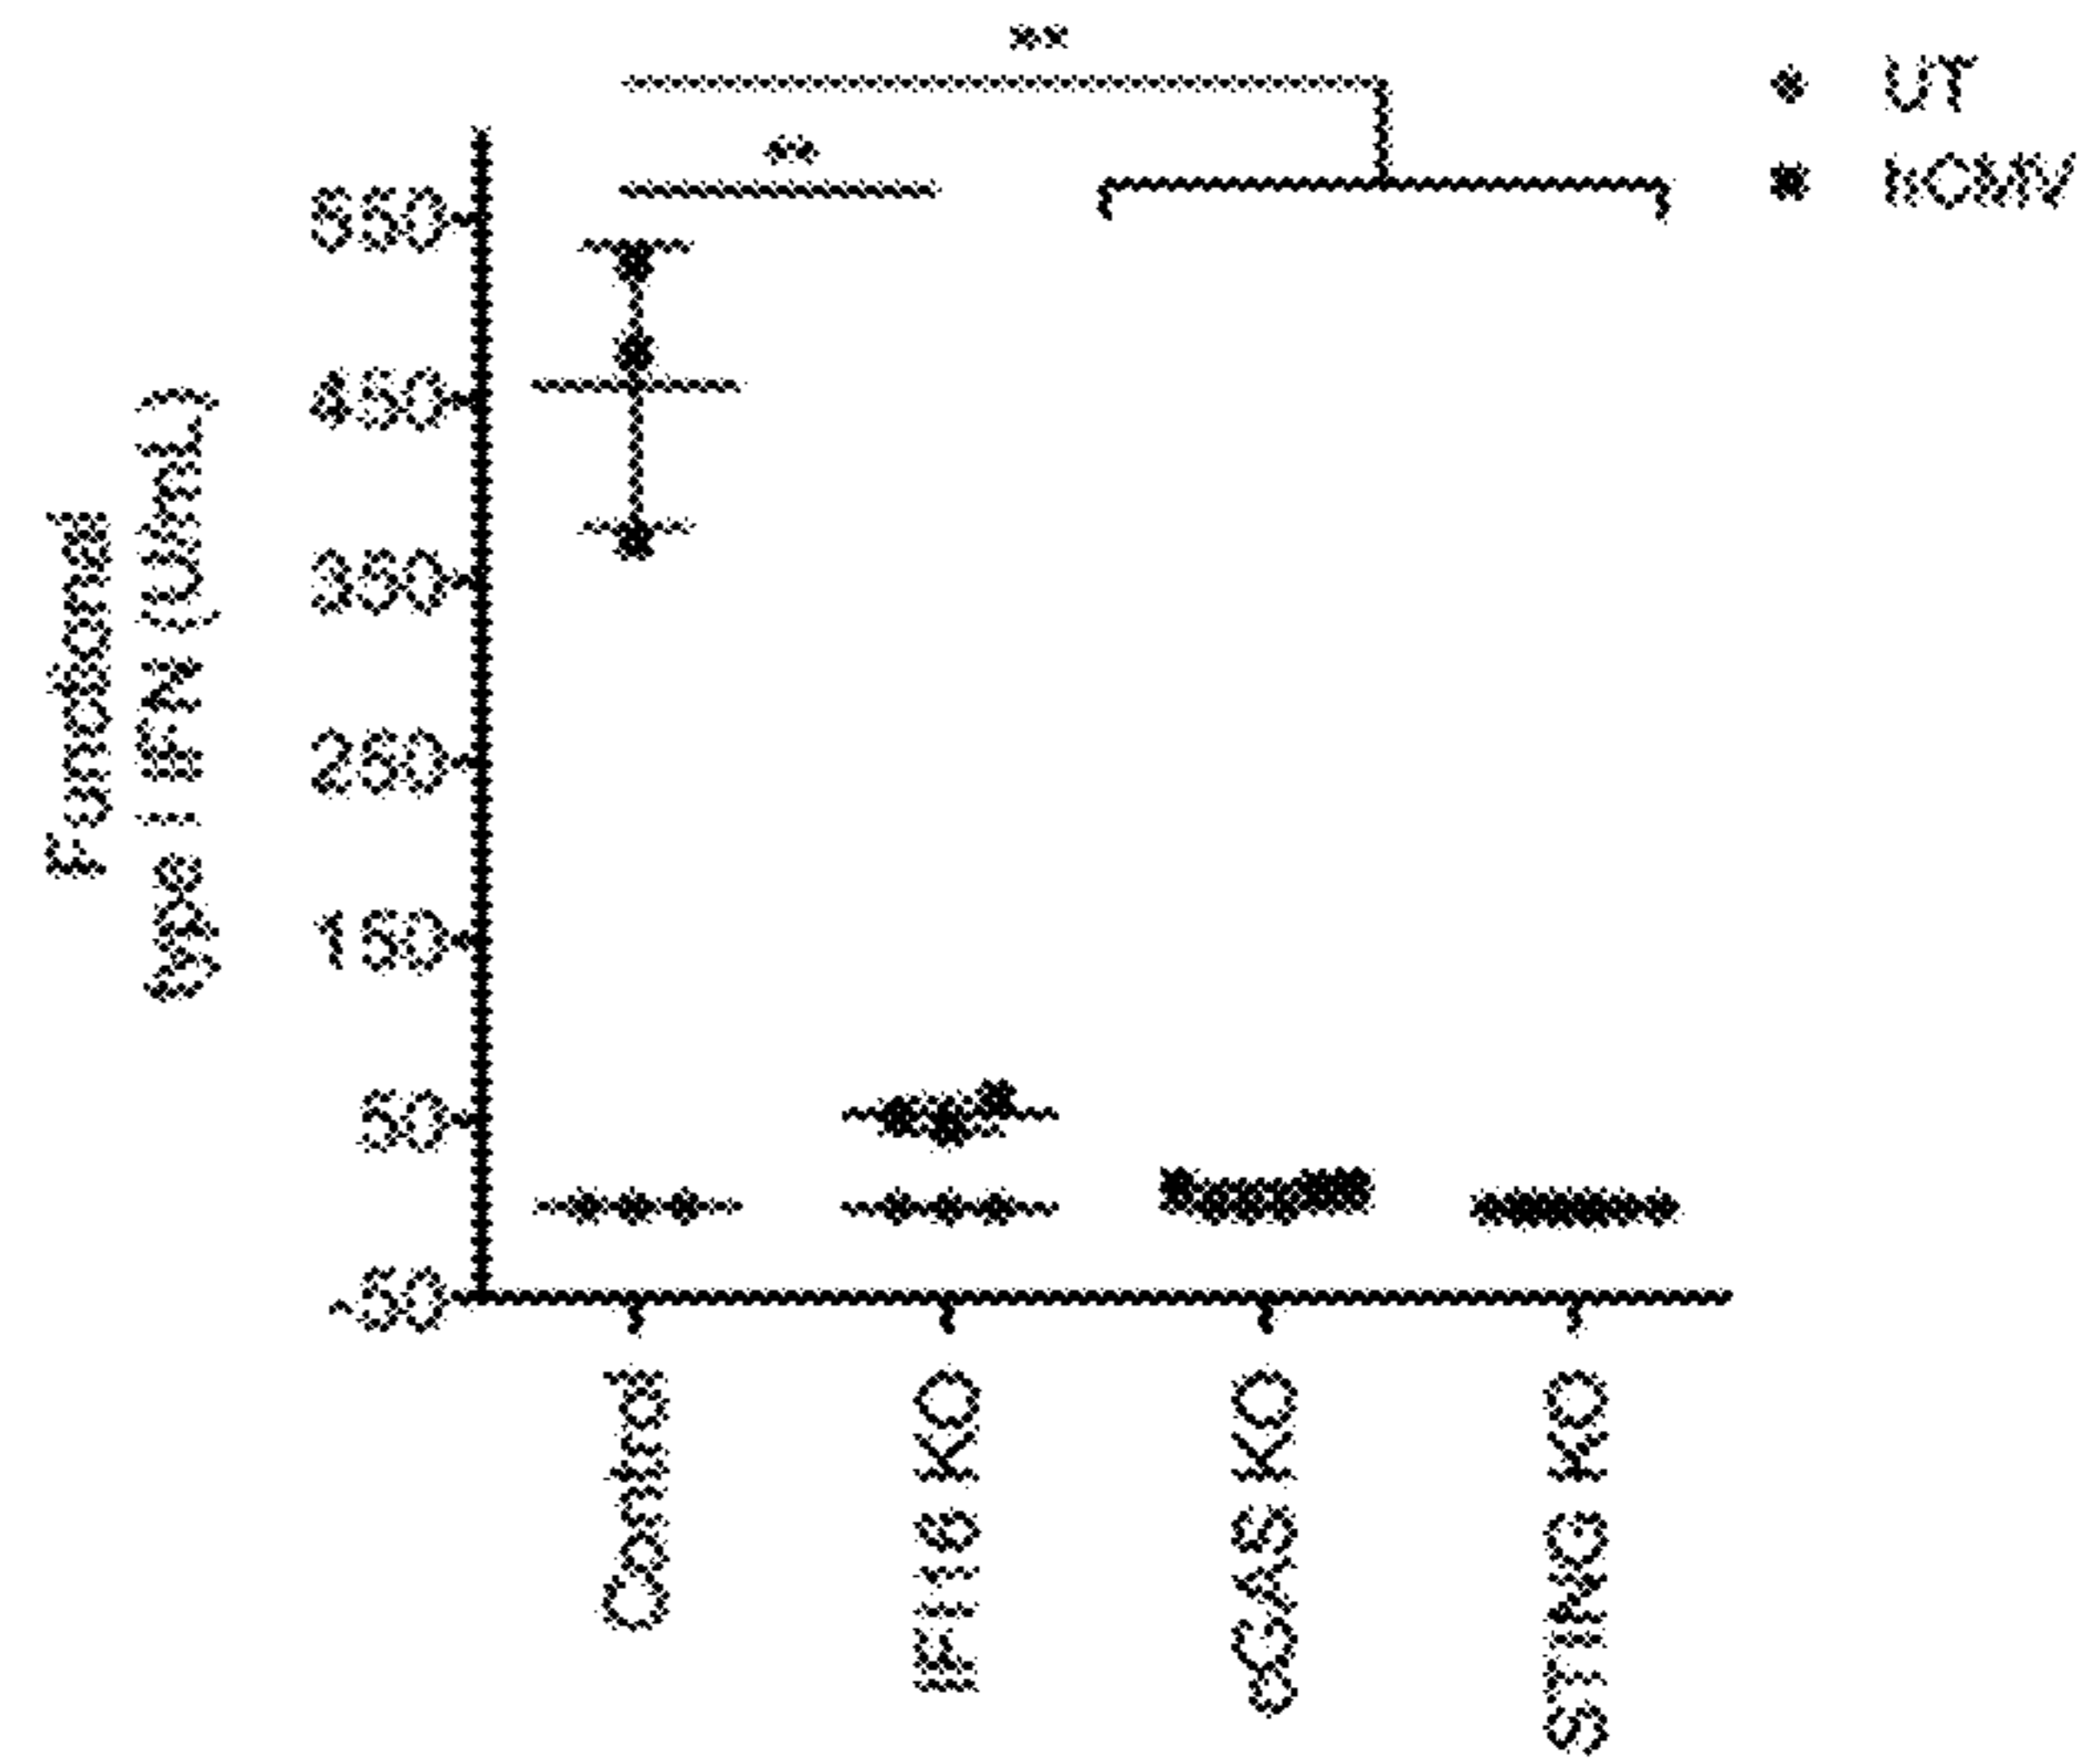 **
**
UT
hCMV
Functional
type I IFN (U/mL)
550
450
350
250
150
50
-50
Control
IFI16 KO
cGAS KO
STING KO